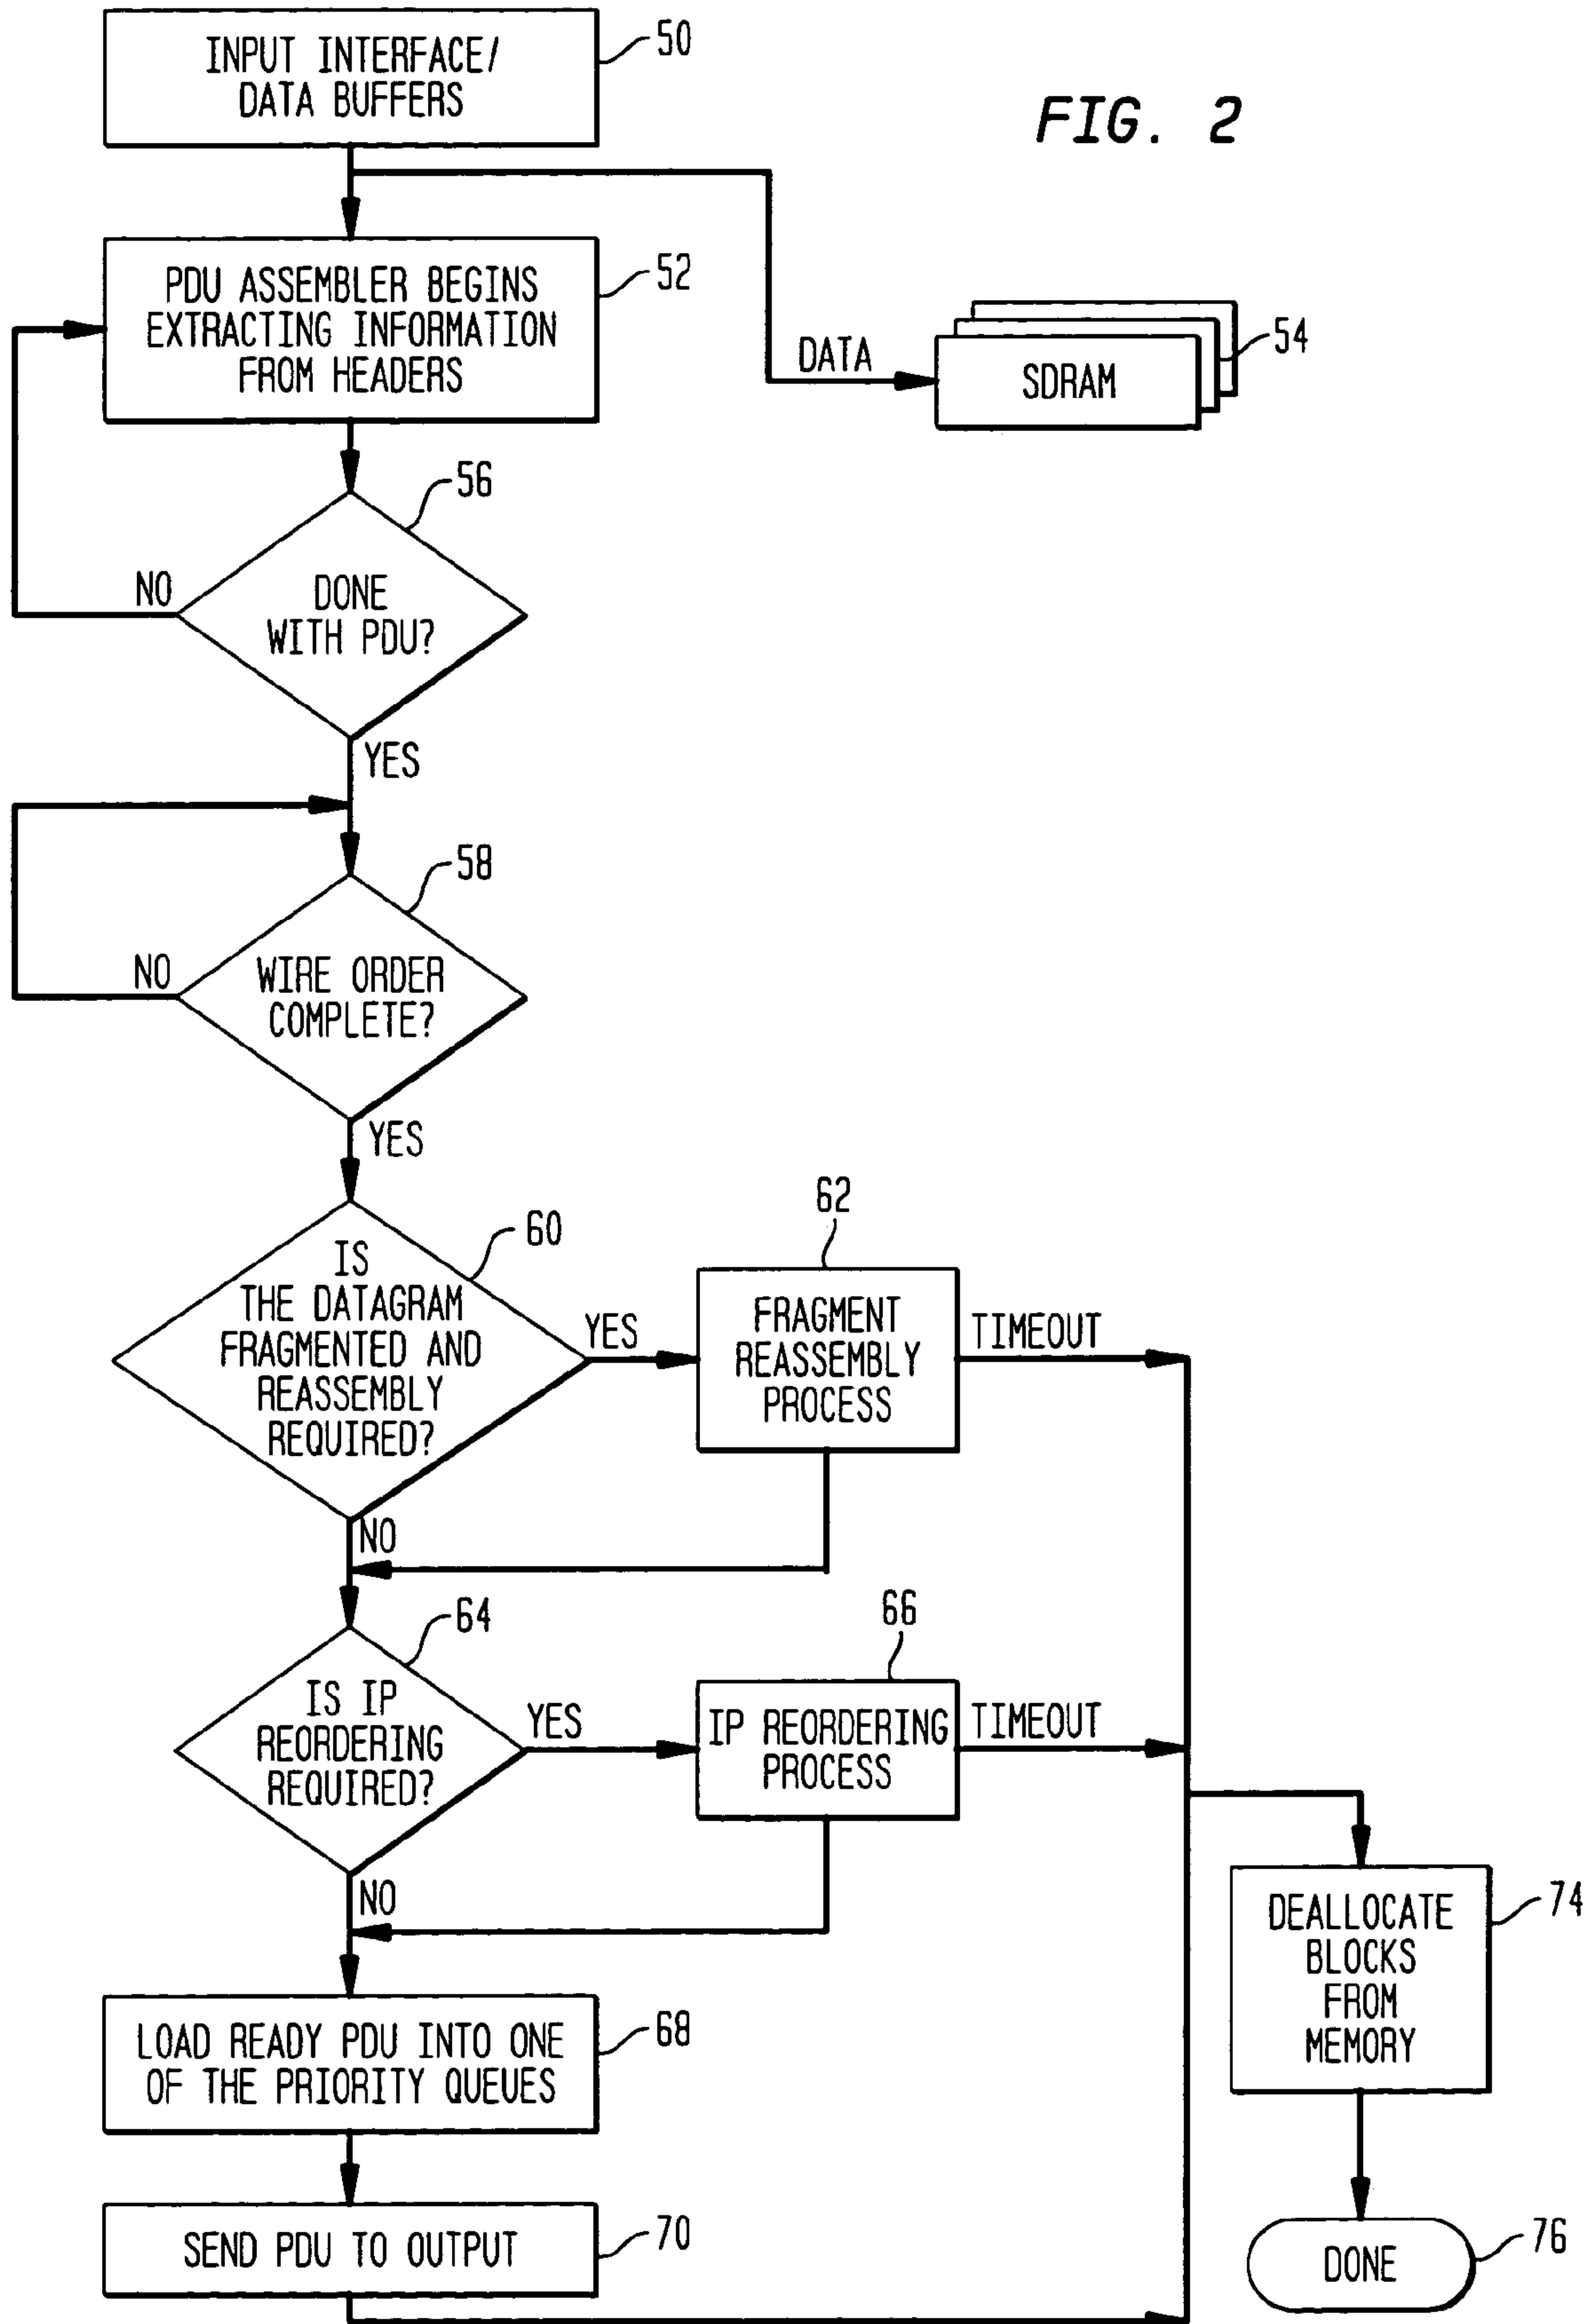 INPUT INTERFACE/
DATA BUFFERS
50
FIG. 2
PDU ASSEMBLER BEGINS
EXTRACTING INFORMATION
FROM HEADERS
52
DATA
SDRAM
54
56
DONE
WITH PDU?
NO
YES
58
WIRE ORDER
COMPLETE?
NO
YES
60
IS
THE DATAGRAM
FRAGMENTED AND
REASSEMBLY
REQUIRED?
YES
62
FRAGMENT
REASSEMBLY
PROCESS
TIMEOUT
NO
64
IS IP
REORDERING
REQUIRED?
YES
66
IP REORDERING
PROCESS
TIMEOUT
NO
LOAD READY PDU INTO ONE
OF THE PRIORITY QUEUES
68
DEALLOCATE
BLOCKS
FROM
MEMORY
74
SEND PDU TO OUTPUT
70
DONE
76